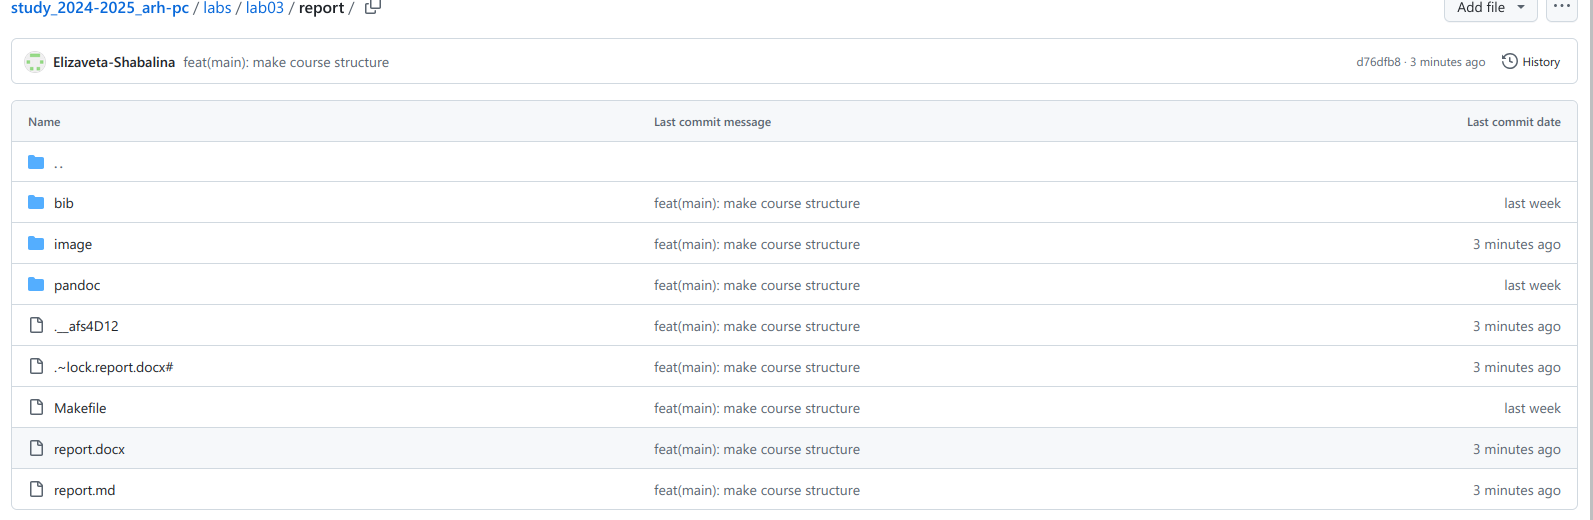 study_2024-2025_arh-pc / labs / lab03 / report /
Add file
Elizaveta-Shabalina feat(main): make course structure
d76dfb8 · 3 minutes ago
History
Name Last commit message Last commit date
..
bib feat(main): make course structure last week
image feat(main): make course structure 3 minutes ago
pandoc feat(main): make course structure last week
.__afs4D12 feat(main): make course structure 3 minutes ago
.~lock.report.docx# feat(main): make course structure 3 minutes ago
Makefile feat(main): make course structure last week
report.docx feat(main): make course structure 3 minutes ago
report.md feat(main): make course structure 3 minutes ago